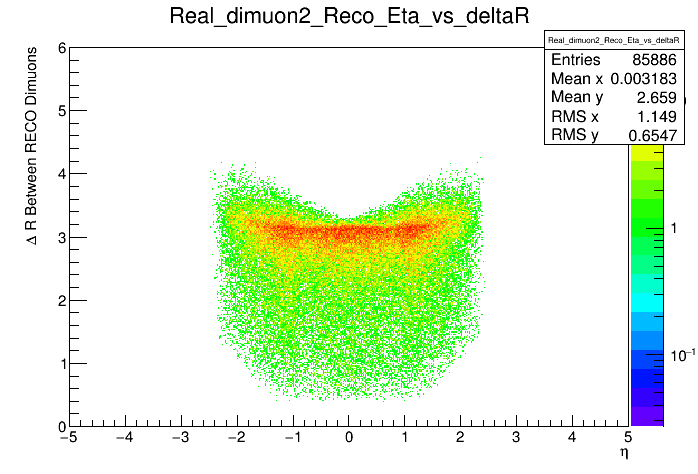 Real_dimuon2_Reco_Eta_vs_deltaR
Real_dimuon2_Reco_Eta_vs_deltaR
Entries 85886
Mean x 0.003183
Mean y 2.659
RMS x 1.149
RMS y 0.6547
Δ R Between RECO Dimuons
6
5
4
3
2
1
0
−5 −4 −3 −2 −1 0 1 2 3 4 5
η
1
10⁻¹